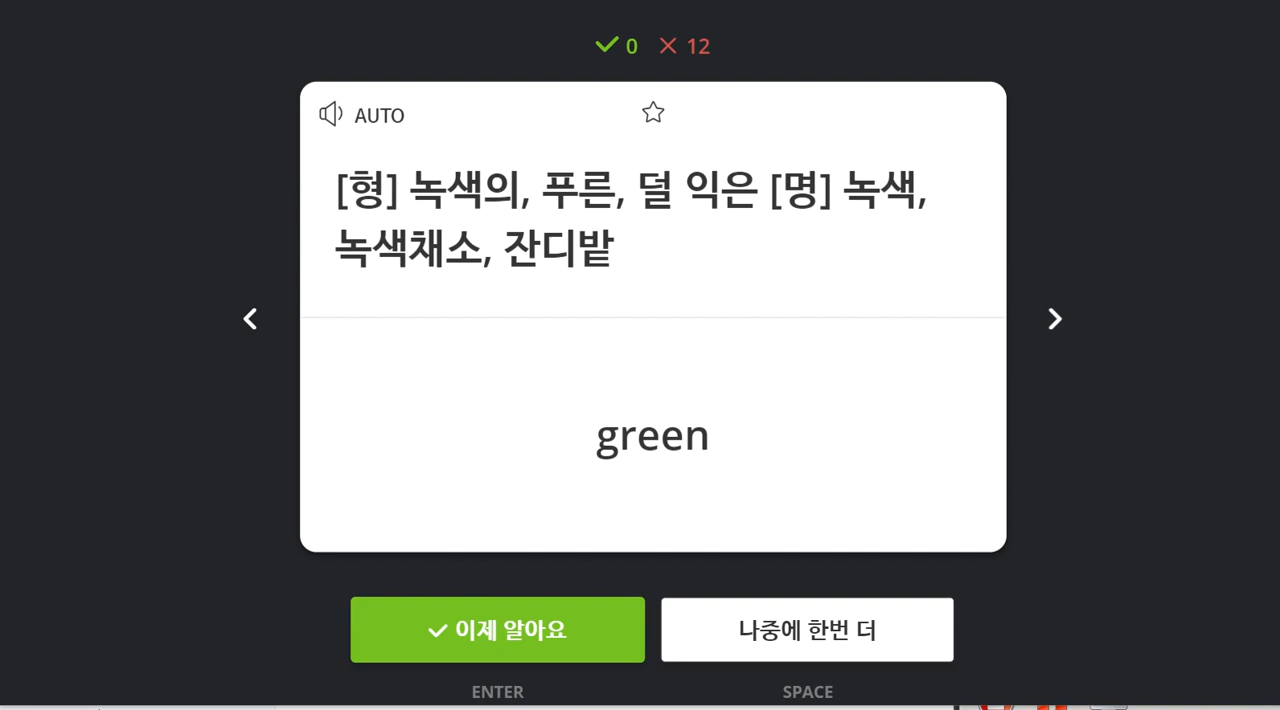 0 12
AUTO
[형] 녹색의, 푸른, 덜 익은 [명] 녹색,
녹색채소, 잔디밭
green
이제 알아요 나중에 한번 더
ENTER SPACE